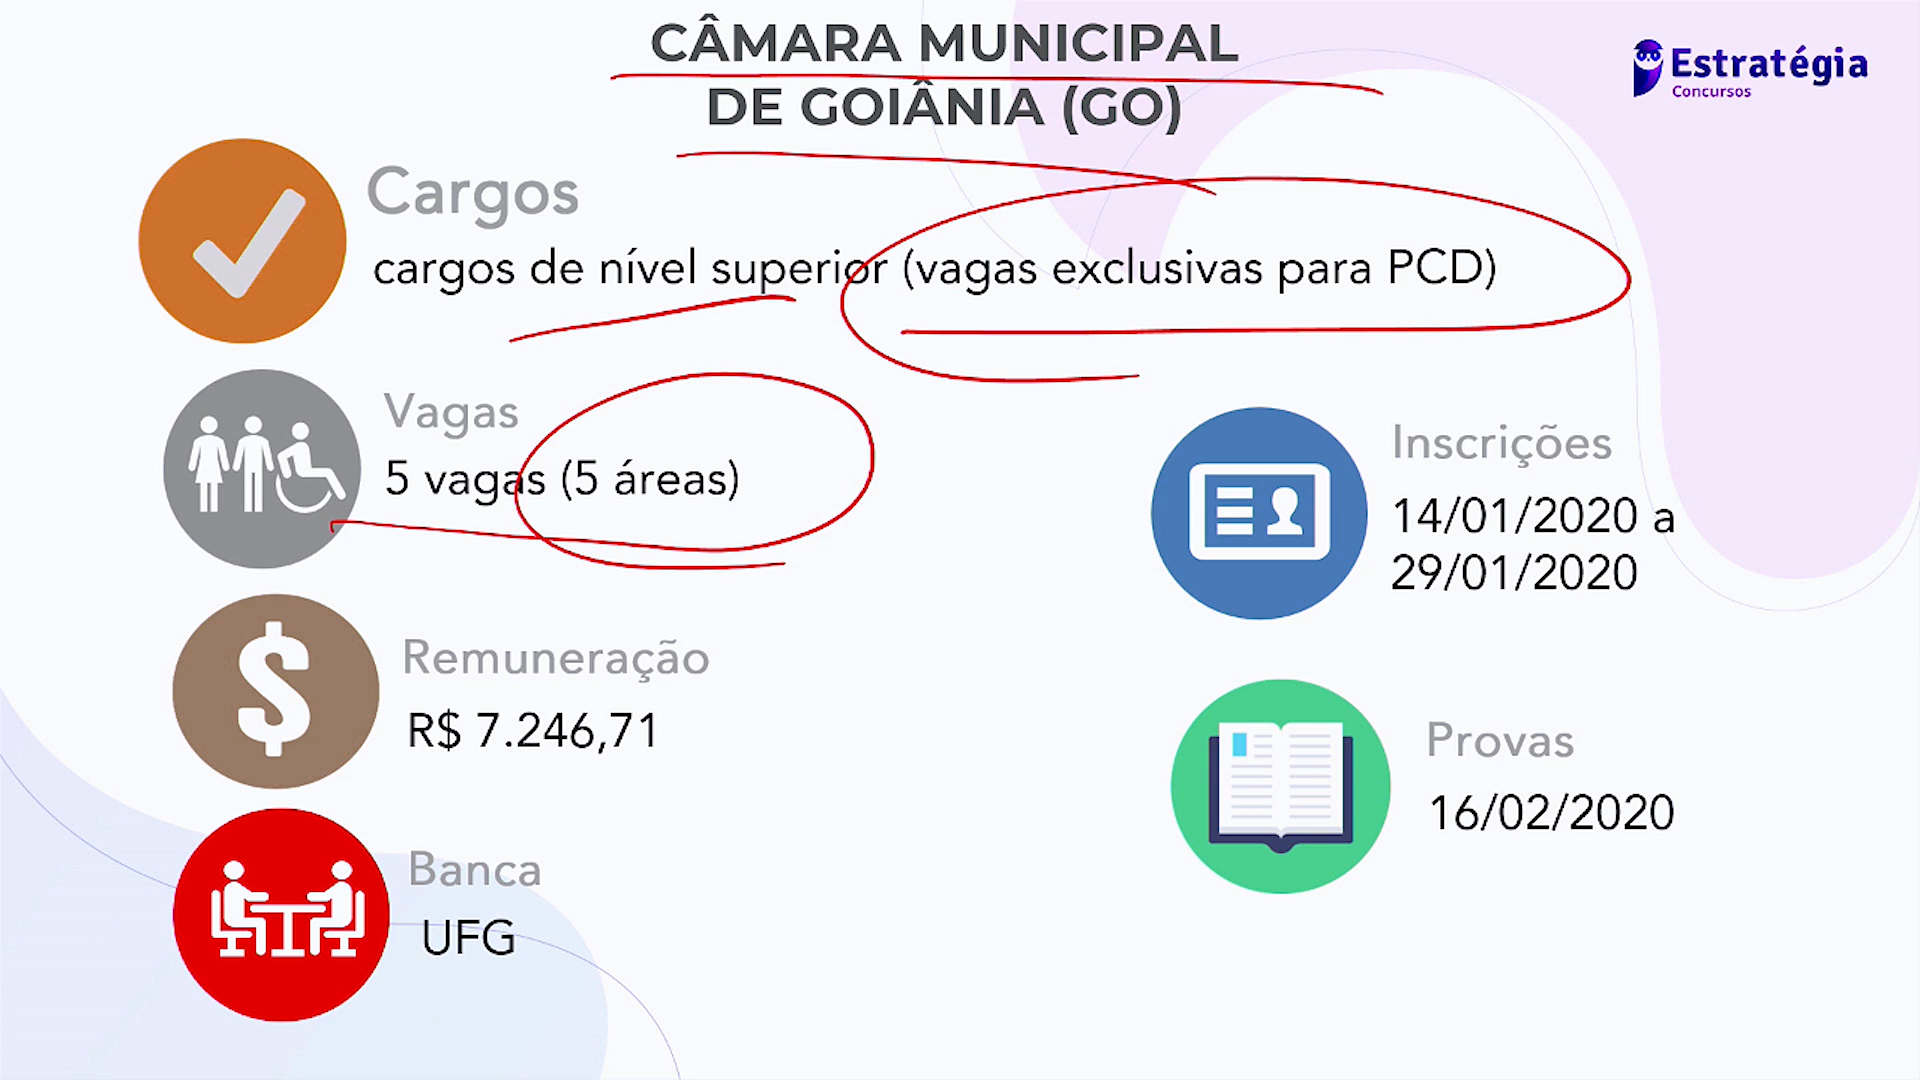 CÂMARA MUNICIPAL
DE GOIÂNIA (GO)
Estratégia
Concursos
Cargos
cargos de nível superior (vagas exclusivas para PCD)
Vagas
5 vagas (5 áreas)
Remuneração
R$ 7.246,71
Banca
UFG
Inscrições
14/01/2020 a
29/01/2020
Provas
16/02/2020